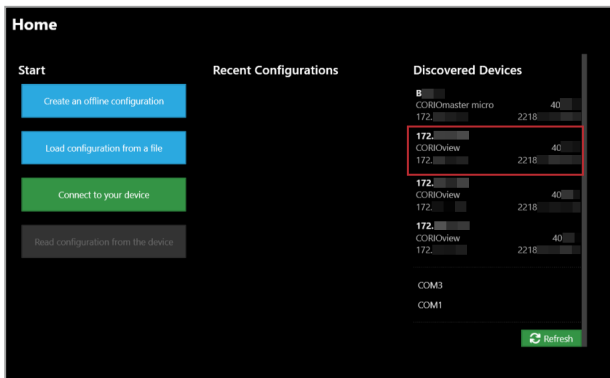 Home
Start
Create an offline configuration
Load configuration from a file
Connect to your device
Read configuration from the device
Recent Configurations
Discovered Devices
B
CORIOmaster micro 40
172. 2218
172.
CORIOview 40
172. 2218
172.
CORIOview 40
172. 2218
172.
CORIOview 40
172. 2218
COM3
COM1
Refresh